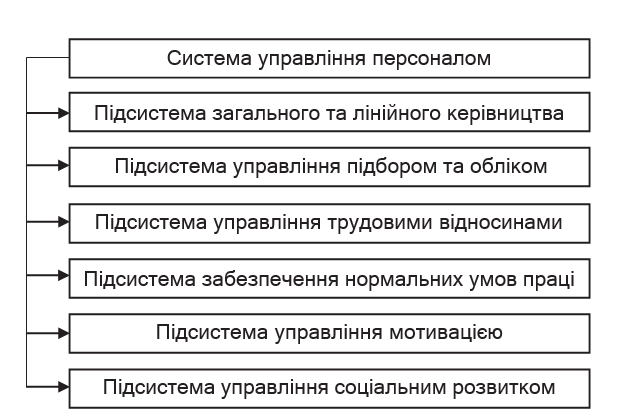 Система управління персоналом
Підсистема загального та лінійного керівництва
Підсистема управління підбором та обліком
Підсистема управління трудовими відносинами
Підсистема забезпечення нормальних умов праці
Підсистема управління мотивацією
Підсистема управління соціальним розвитком